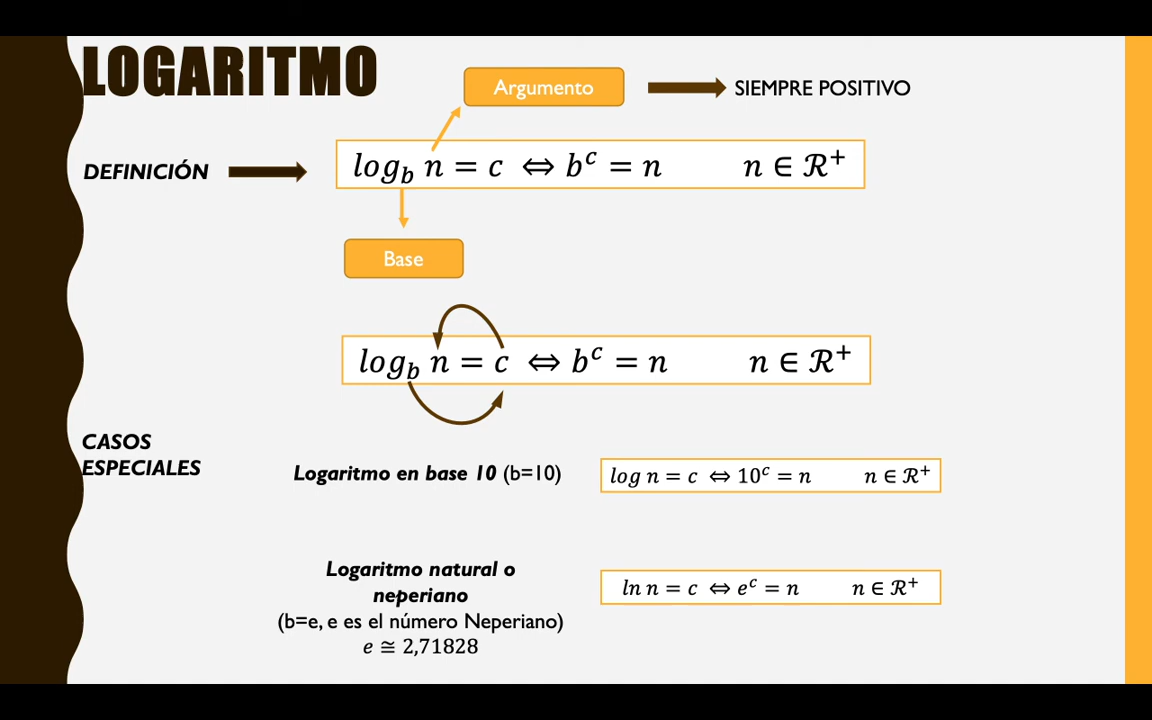 LOGARITMO
Argumento
SIEMPRE POSITIVO
DEFINICIÓN
log_b n = c ⇔ b^c = n n ∈ ℛ⁺
Base
log_b n = c ⇔ b^c = n n ∈ ℛ⁺
CASOS
ESPECIALES
Logaritmo en base 10 (b=10)
log n = c ⇔ 10^c = n n ∈ ℛ⁺
Logaritmo natural o
neperiano
(b=e, e es el número Neperiano)
e ≅ 2,71828
ln n = c ⇔ e^c = n n ∈ ℛ⁺